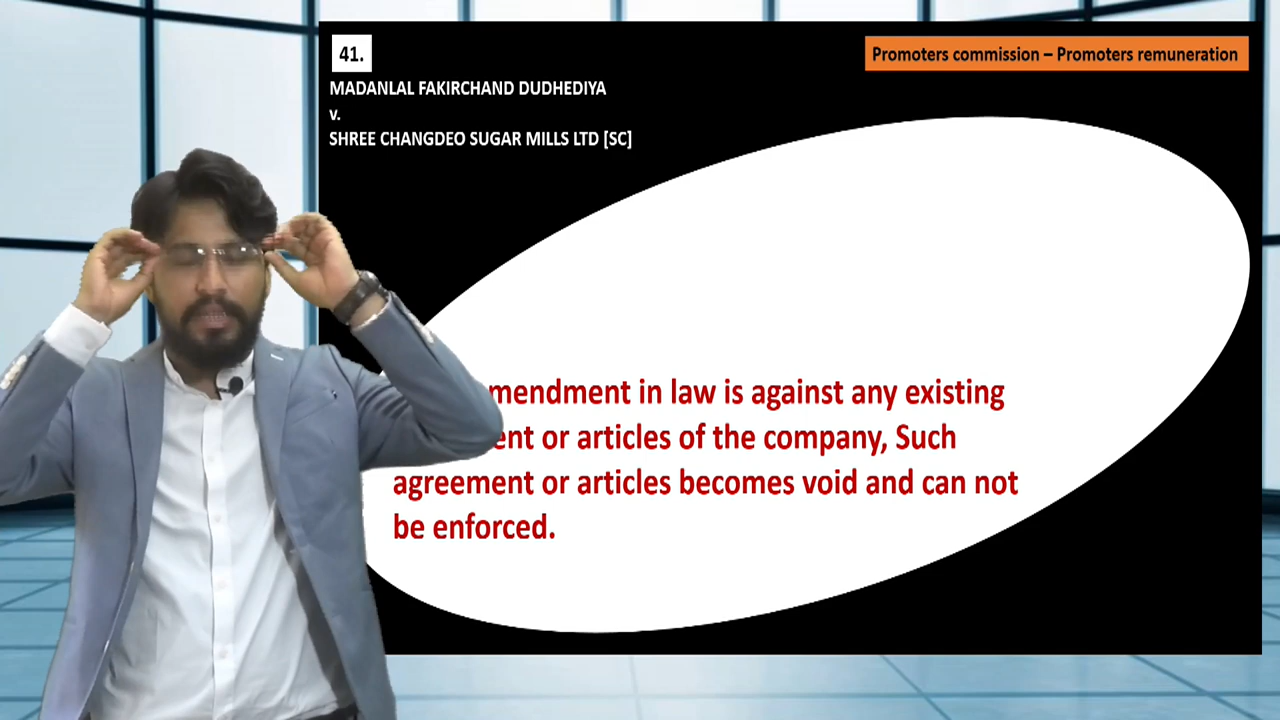 41.
Promoters commission – Promoters remuneration
MADANLAL FAKIRCHAND DUDHEDIYA
v.
SHREE CHANGDEO SUGAR MILLS LTD [SC]
mendment in law is against any existing
ent or articles of the company, Such
agreement or articles becomes void and can not
be enforced.